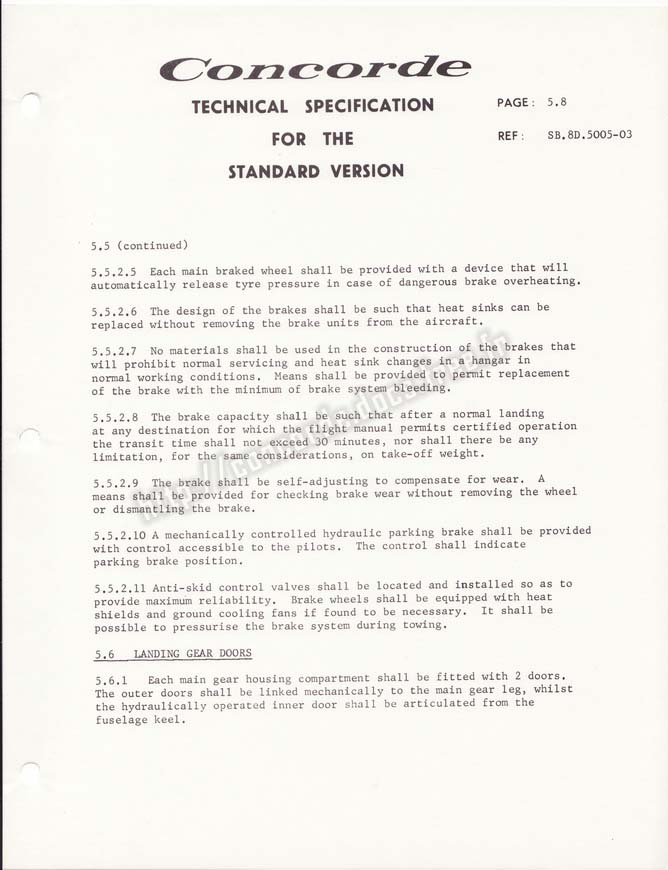 Concorde
TECHNICAL SPECIFICATION
PAGE: 5.8
FOR THE
REF: SB.8D.5005-03
STANDARD VERSION
5.5 (continued)
5.5.2.5 Each main braked wheel shall be provided with a device that will
automatically release tyre pressure in case of dangerous brake overheating.
5.5.2.6 The design of the brakes shall be such that heat sinks can be
replaced without removing the brake units from the aircraft.
5.5.2.7 No materials shall be used in the construction of the brakes that
will prohibit normal servicing and heat sink changes in a hangar in
normal working conditions. Means shall be provided to permit replacement
of the brake with the minimum of brake system bleeding.
5.5.2.8 The brake capacity shall be such that after a normal landing
at any destination for which the flight manual permits certified operation
the transit time shall not exceed 30 minutes, nor shall there be any
limitation, for the same considerations, on take-off weight.
5.5.2.9 The brake shall be self-adjusting to compensate for wear. A
means shall be provided for checking brake wear without removing the wheel
or dismantling the brake.
5.5.2.10 A mechanically controlled hydraulic parking brake shall be provided
with control accessible to the pilots. The control shall indicate
parking brake position.
5.5.2.11 Anti-skid control valves shall be located and installed so as to
provide maximum reliability. Brake wheels shall be equipped with heat
shields and ground cooling fans if found to be necessary. It shall be
possible to pressurise the brake system during towing.
5.6 LANDING GEAR DOORS
5.6.1 Each main gear housing compartment shall be fitted with 2 doors.
The outer doors shall be linked mechanically to the main gear leg, whilst
the hydraulically operated inner door shall be articulated from the
fuselage keel.